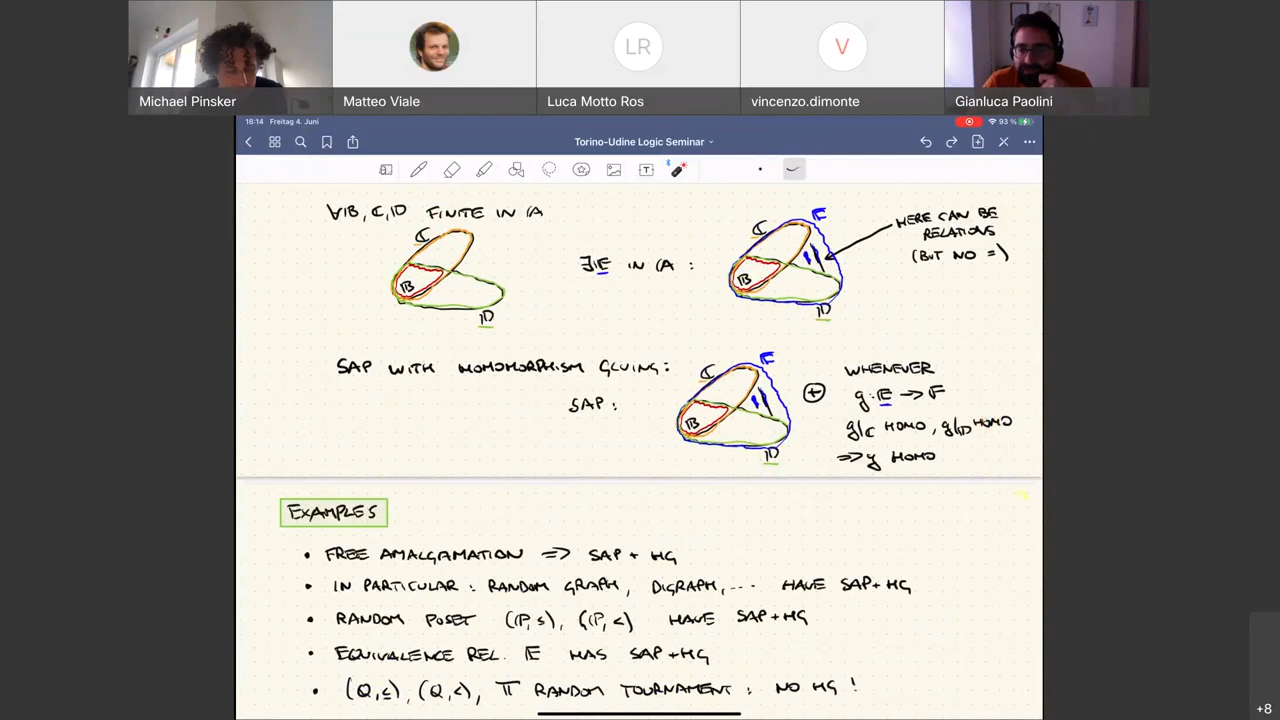 LR
V
Michael Pinsker
Matteo Viale
Luca Motto Ros
vincenzo.dimonte
Gianluca Paolini
18:14 Freitag 4. Juni
93 %
Torino-Udine Logic Seminar
∀𝔹, ℂ, 𝔻 FINITE IN 𝔸
ℂ
𝔹
𝔻
∃𝔼 IN 𝔸 :
ℂ
𝔼
𝔹
𝔻
HERE CAN BE
RELATIONS
(BUT NO =)
SAP WITH HOMOMORPHISM GLUING:
SAP :
ℂ
𝔼
𝔹
𝔻
+
WHENEVER
g: 𝔼 → 𝔽
g|ℂ HOMO, g|𝔻 HOMO
⇒ g HOMO
EXAMPLES
• FREE AMALGAMATION ⇒ SAP + HG
• IN PARTICULAR : RANDOM GRAPH, DIGRAPH, ... HAVE SAP+HG
• RANDOM POSET (ℙ, ≤), (ℙ, <) HAVE SAP+HG
• EQUIVALENCE REL. 𝔼 HAS SAP+HG
• (ℚ,≤), (ℚ,<), 𝕋 RANDOM TOURNAMENT : NO HG !
+8